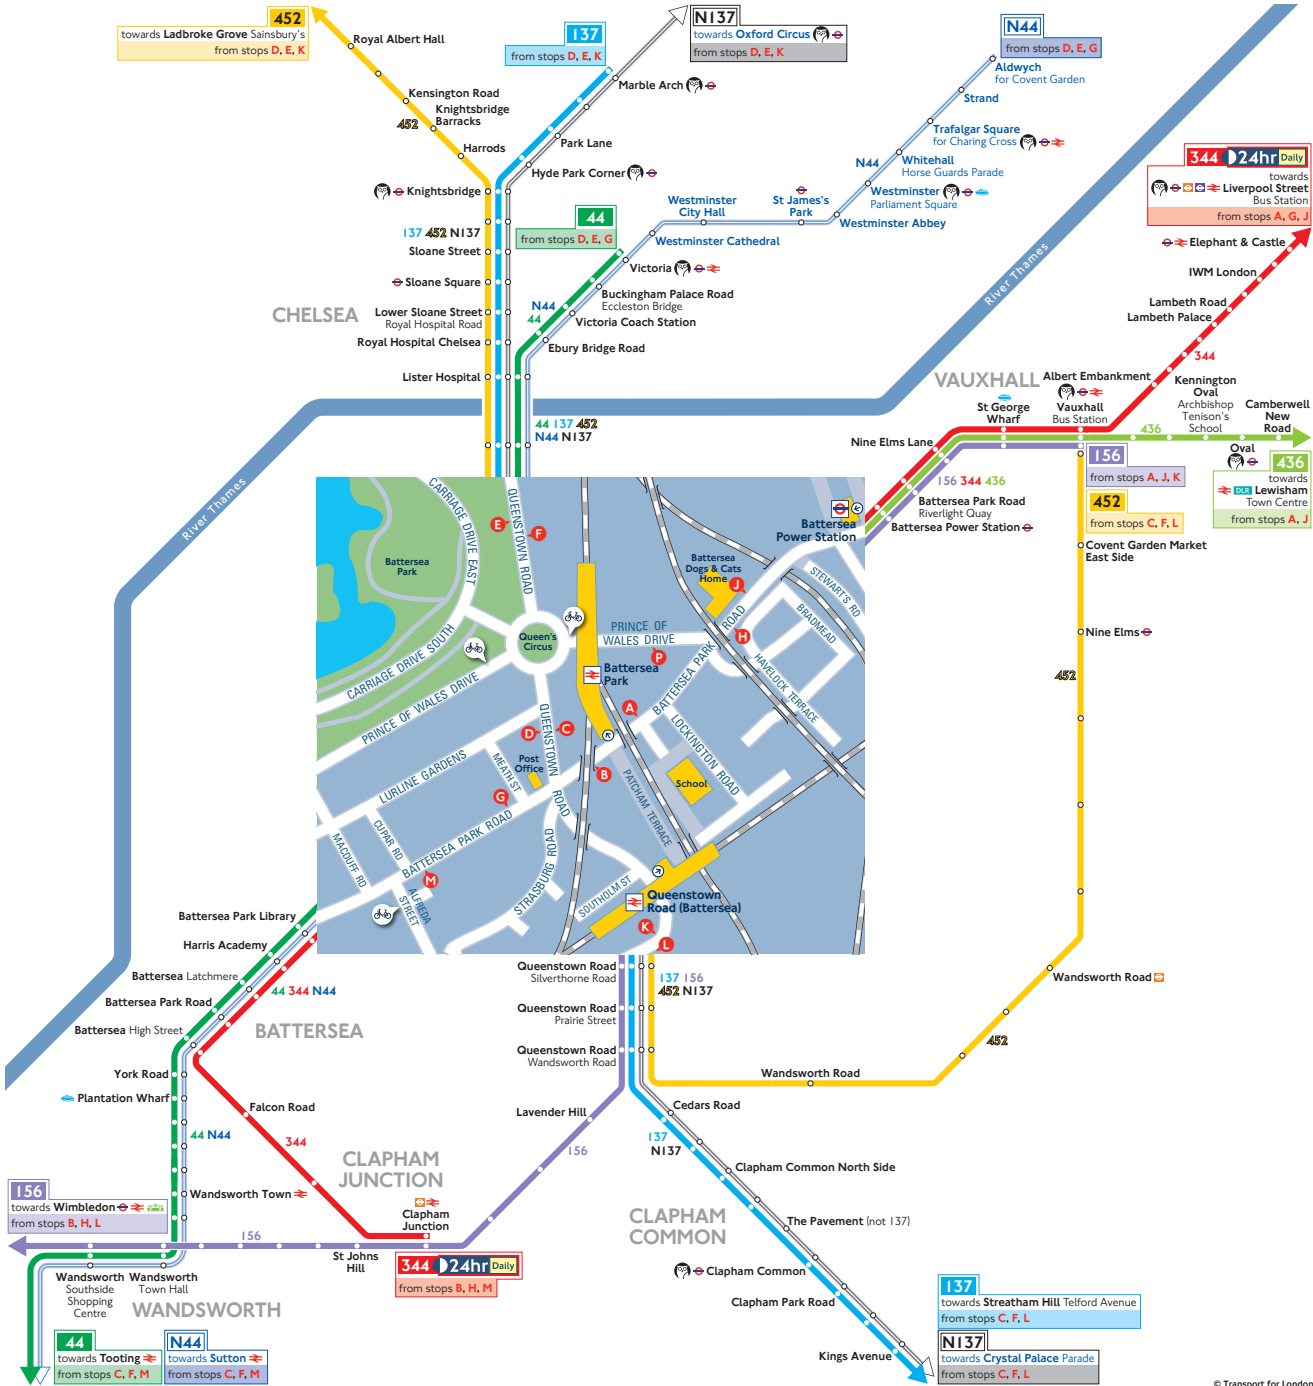 452
towards Ladbroke Grove Sainsbury's
from stops D, E, K
137
from stops D, E, K
N137
towards Oxford Circus
from stops D, E, K
N44
from stops D, E, G
Royal Albert Hall
Kensington Road
Knightsbridge
Barracks
452
Harrods
Knightsbridge
137 452 N137
Sloane Street
Sloane Square
CHELSEA
Lower Sloane Street
Royal Hospital Road
Royal Hospital Chelsea
Lister Hospital
Marble Arch
Park Lane
Hyde Park Corner
44
from stops D, E, G
Aldwych
for Covent Garden
Strand
Trafalgar Square
for Charing Cross
N44
Whitehall
Horse Guards Parade
Westminster
Parliament Square
Westminster Abbey
St James's
Park
Westminster
City Hall
Westminster Cathedral
Victoria
Buckingham Palace Road
Eccleston Bridge
N44
44
Victoria Coach Station
Ebury Bridge Road
44 137 452
N44 N137
344 24hr Daily
towards
Liverpool Street
Bus Station
from stops A, G, J
Elephant & Castle
IWM London
Lambeth Road
Lambeth Palace
344
River Thames
River Thames
VAUXHALL
Albert Embankment
St George
Wharf
Vauxhall
Bus Station
Kennington
Oval
Archbishop
Tenison's
School
Camberwell
New
Road
436
Oval
Nine Elms Lane
156 344 436
Battersea Park Road
Riverlight Quay
Battersea Power Station
156
from stops A, J, K
452
from stops C, F, L
436
towards
DLR Lewisham
Town Centre
from stops A, J
Covent Garden Market
East Side
Nine Elms
452
Wandsworth Road
452
Wandsworth Road
CARRIAGE DRIVE EAST
QUEENSTOWN ROAD
E
F
Battersea
Park
Battersea
Power Station
Battersea
Dogs & Cats
Home
J
STEWART'S RD
BRADMEAD
H
HAVELOCK TERRACE
Queen's
Circus
PRINCE OF
WALES DRIVE
P
BATTERSEA PARK ROAD
CARRIAGE DRIVE SOUTH
PRINCE OF WALES DRIVE
Battersea
Park
A
D
C
QUEENSTOWN ROAD
LOCKINGTON ROAD
LURLINE GARDENS
MEATH ST
Post
Office
B
School
PATCHAM TERRACE
G
BATTERSEA PARK ROAD
CUPAR RD
MACDUFF RD
M
ALFREDA STREET
STRASBURG ROAD
SOUTHOLM ST
Queenstown
Road (Battersea)
K
L
Battersea Park Library
Harris Academy
Battersea Latchmere
44 344 N44
Battersea Park Road
Battersea High Street
BATTERSEA
York Road
Plantation Wharf
Falcon Road
44 N44
344
Wandsworth Town
CLAPHAM
JUNCTION
Clapham
Junction
156
towards Wimbledon
from stops B, H, L
156
St Johns
Hill
344 24hr Daily
from stops B, H, M
Wandsworth
Southside
Shopping
Centre
Wandsworth
Town Hall
WANDSWORTH
44
towards Tooting
from stops C, F, M
N44
towards Sutton
from stops C, F, M
Queenstown Road
Silverthorne Road
137 156
452 N137
Queenstown Road
Prairie Street
Queenstown Road
Wandsworth Road
Lavender Hill
156
Cedars Road
137
N137
Clapham Common North Side
CLAPHAM
COMMON
The Pavement (not 137)
Clapham Common
Clapham Park Road
Kings Avenue
137
towards Streatham Hill Telford Avenue
from stops C, F, L
N137
towards Crystal Palace Parade
from stops C, F, L
© Transport for London